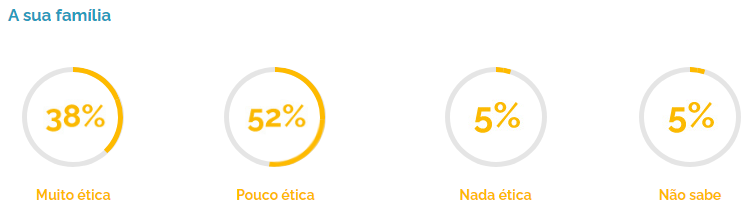 A sua família
38% 52% 5% 5%
Muito ética Pouco ética Nada ética Não sabe